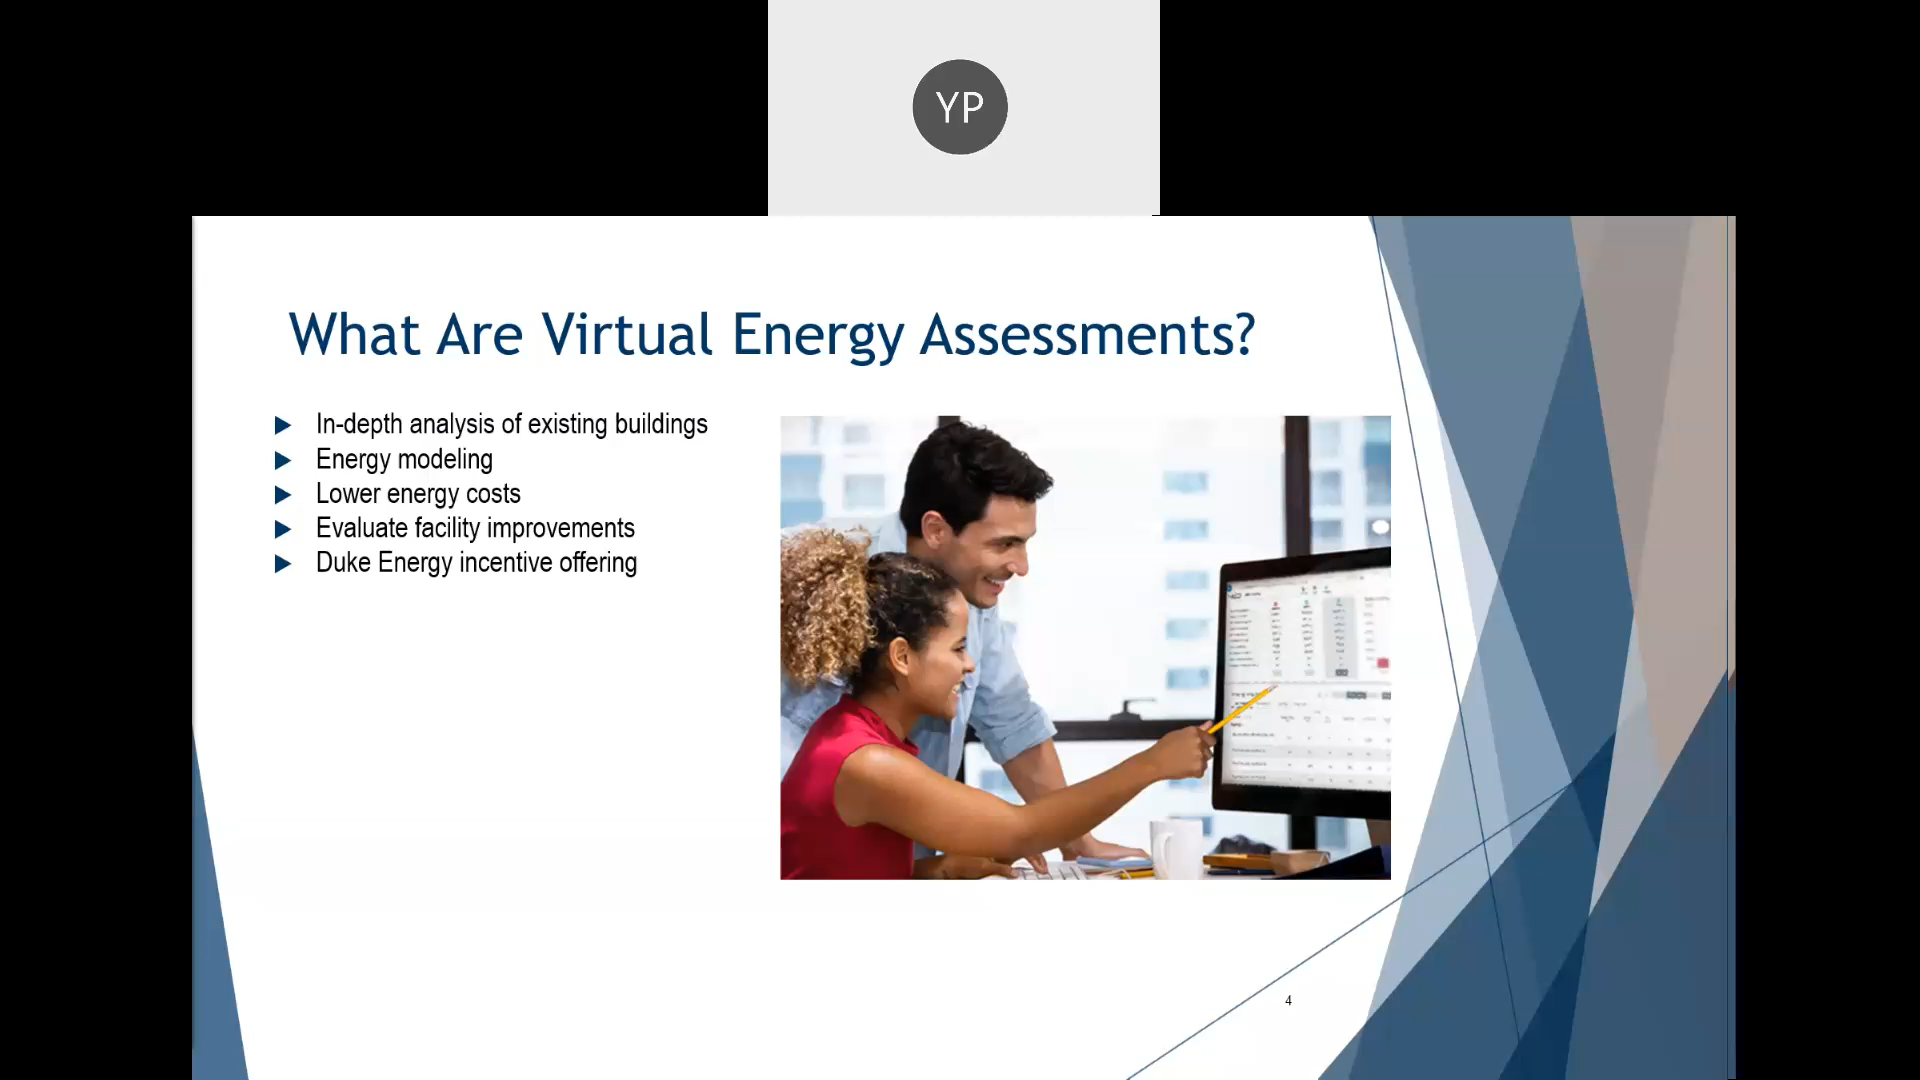 YP
What Are Virtual Energy Assessments?
In-depth analysis of existing buildings
Energy modeling
Lower energy costs
Evaluate facility improvements
Duke Energy incentive offering
4